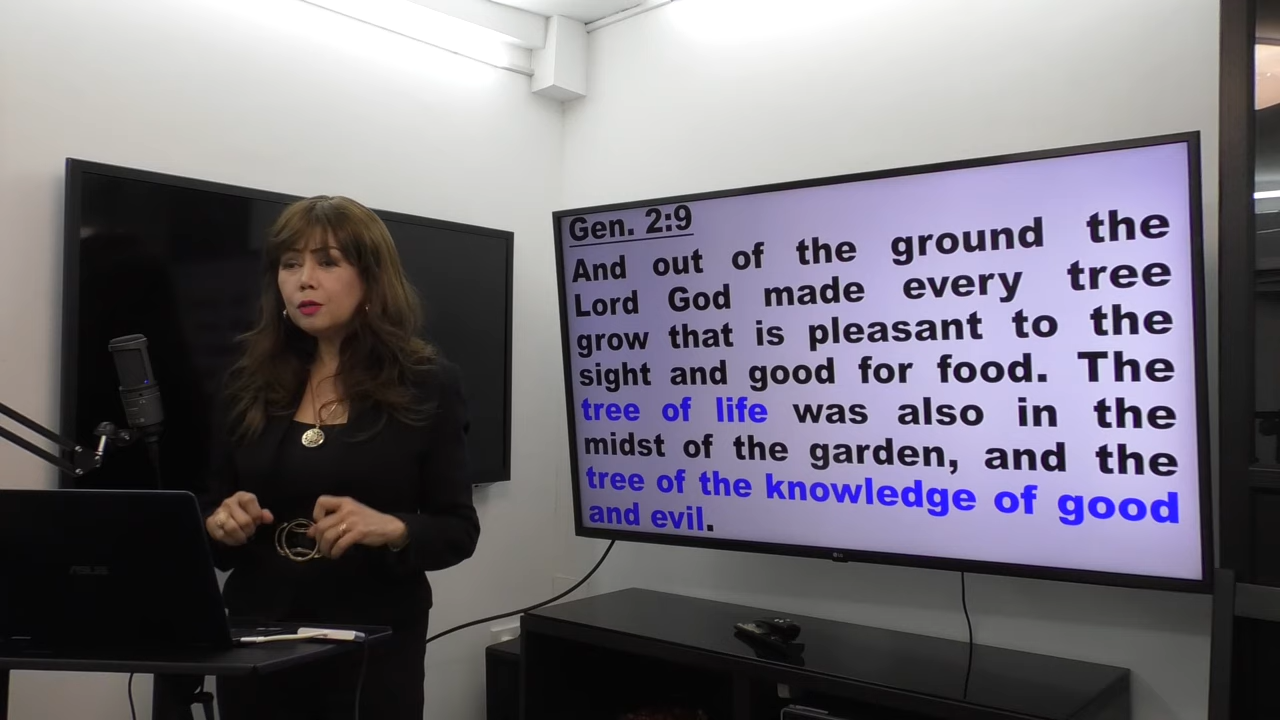 Gen. 2:9
And out of the ground the
Lord God made every tree
grow that is pleasant to the
sight and good for food. The
tree of life was also in the
midst of the garden, and the
tree of the knowledge of good
and evil.
LG
ASUS